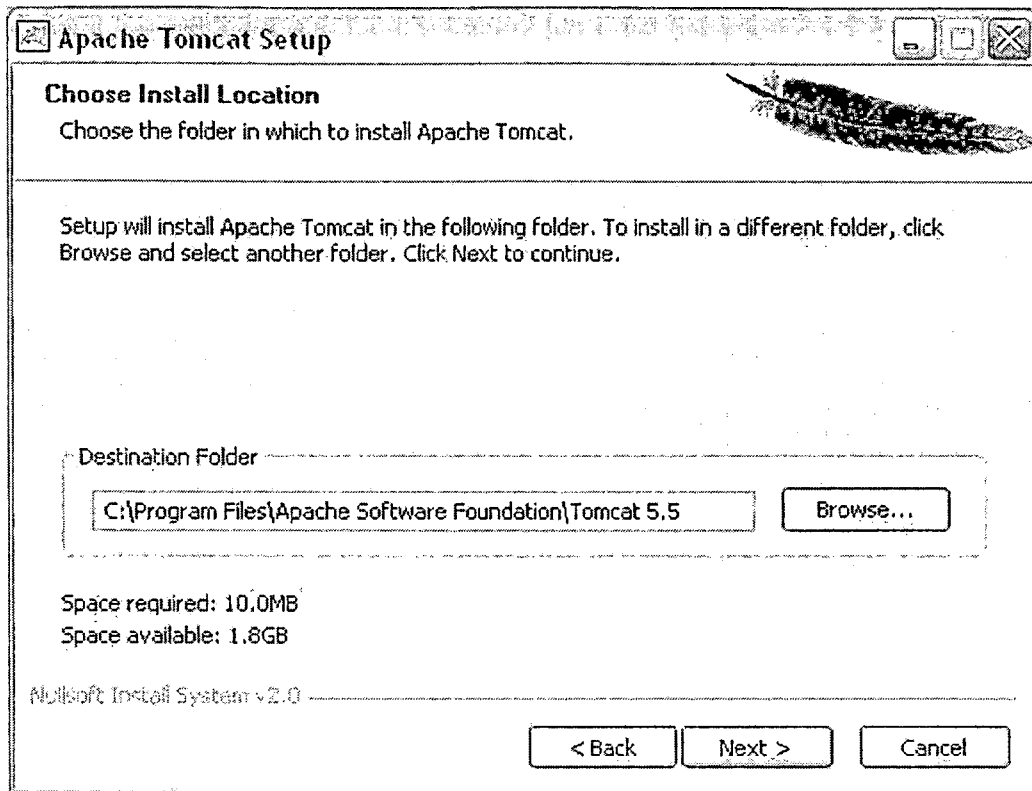 Apache Tomcat Setup
Choose Install Location
Choose the folder in which to install Apache Tomcat.
Setup will install Apache Tomcat in the following folder. To install in a different folder, click
Browse and select another folder. Click Next to continue.
Destination Folder
C:\Program Files\Apache Software Foundation\Tomcat 5.5
Browse...
Space required: 10.0MB
Space available: 1.8GB
Nullsoft Install System v2.0
< Back Next > Cancel